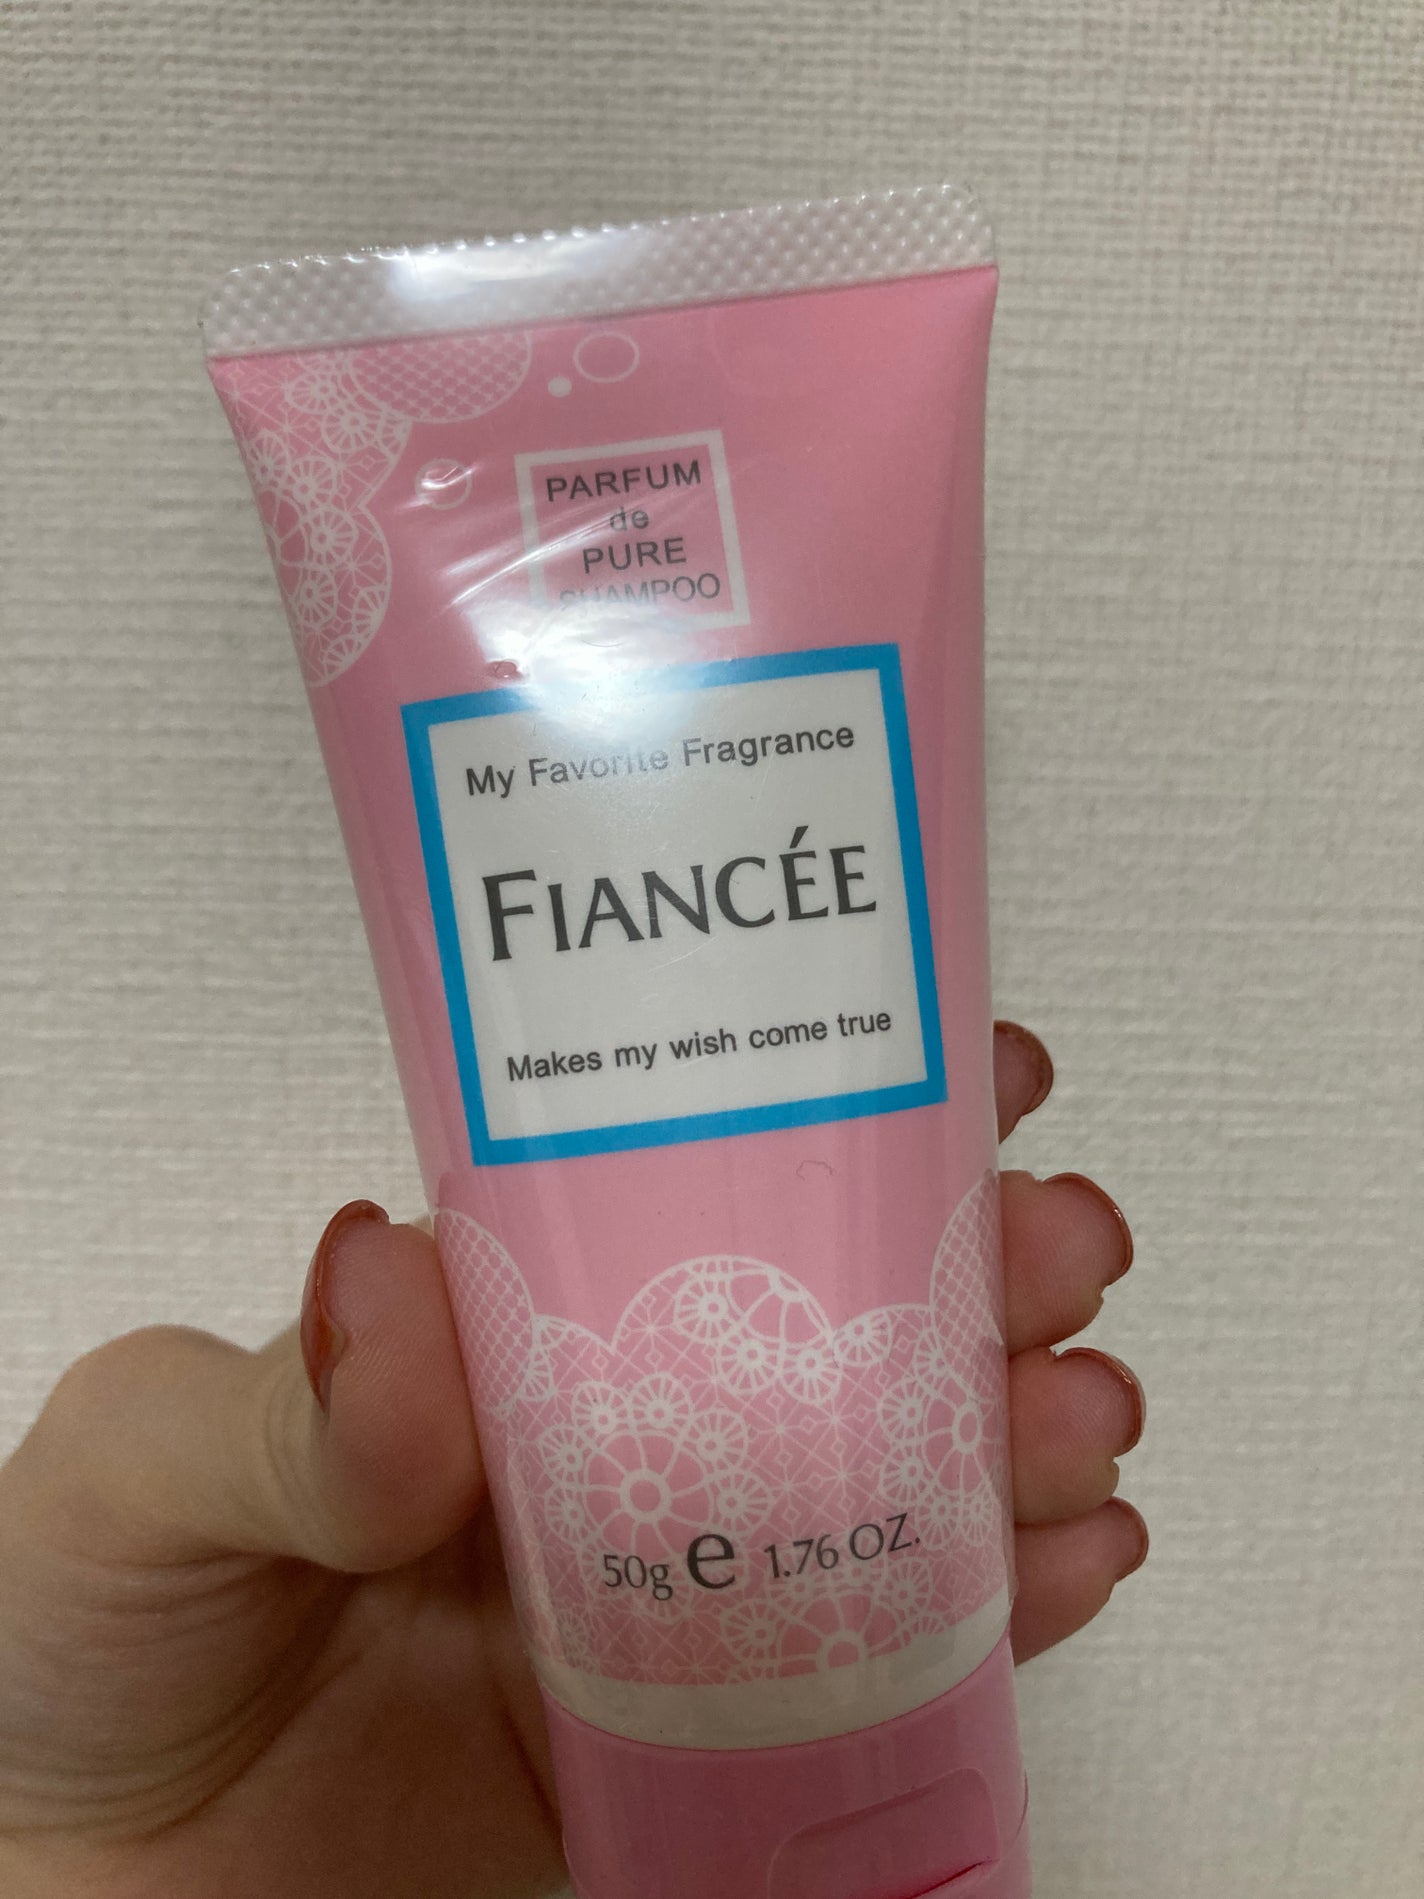 PARFUM
de
PURE
SHAMPOO
My Favorite Fragrance
FIANCÉE
Makes my wish come true
50g e 1.76 OZ.